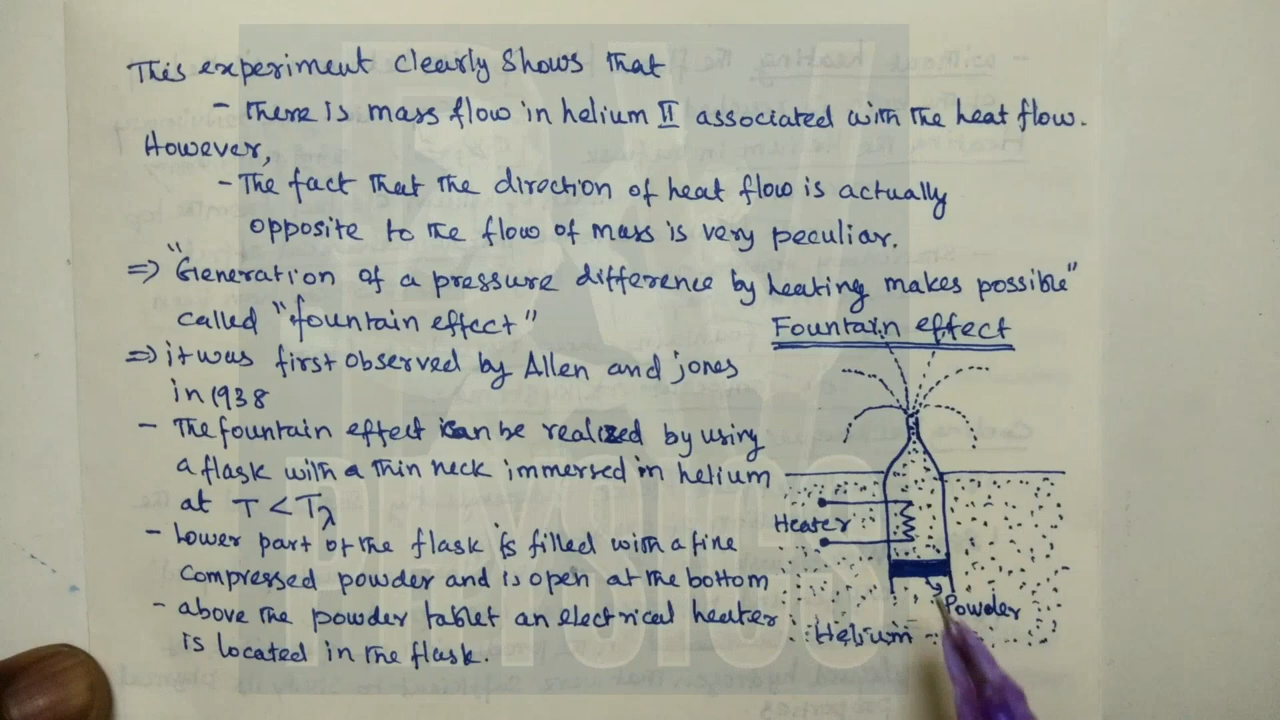 This experiment clearly shows that
- There is mass flow in helium II associated with the heat flow.
However,
- The fact that the direction of heat flow is actually
opposite to the flow of mass is very peculiar.
=> "Generation of a pressure difference by heating makes possible"
called "fountain effect"
=> it was first observed by Allen and jones
in 1938
- The fountain effect can be realized by using
a flask with a thin neck immersed in helium
at T < Tλ
- lower part of the flask is filled with a fine
compressed powder and is open at the bottom
- above the powder tablet an electrical heater
is located in the flask.
Fountain effect
Heater
Powder
Helium
PHYSICS